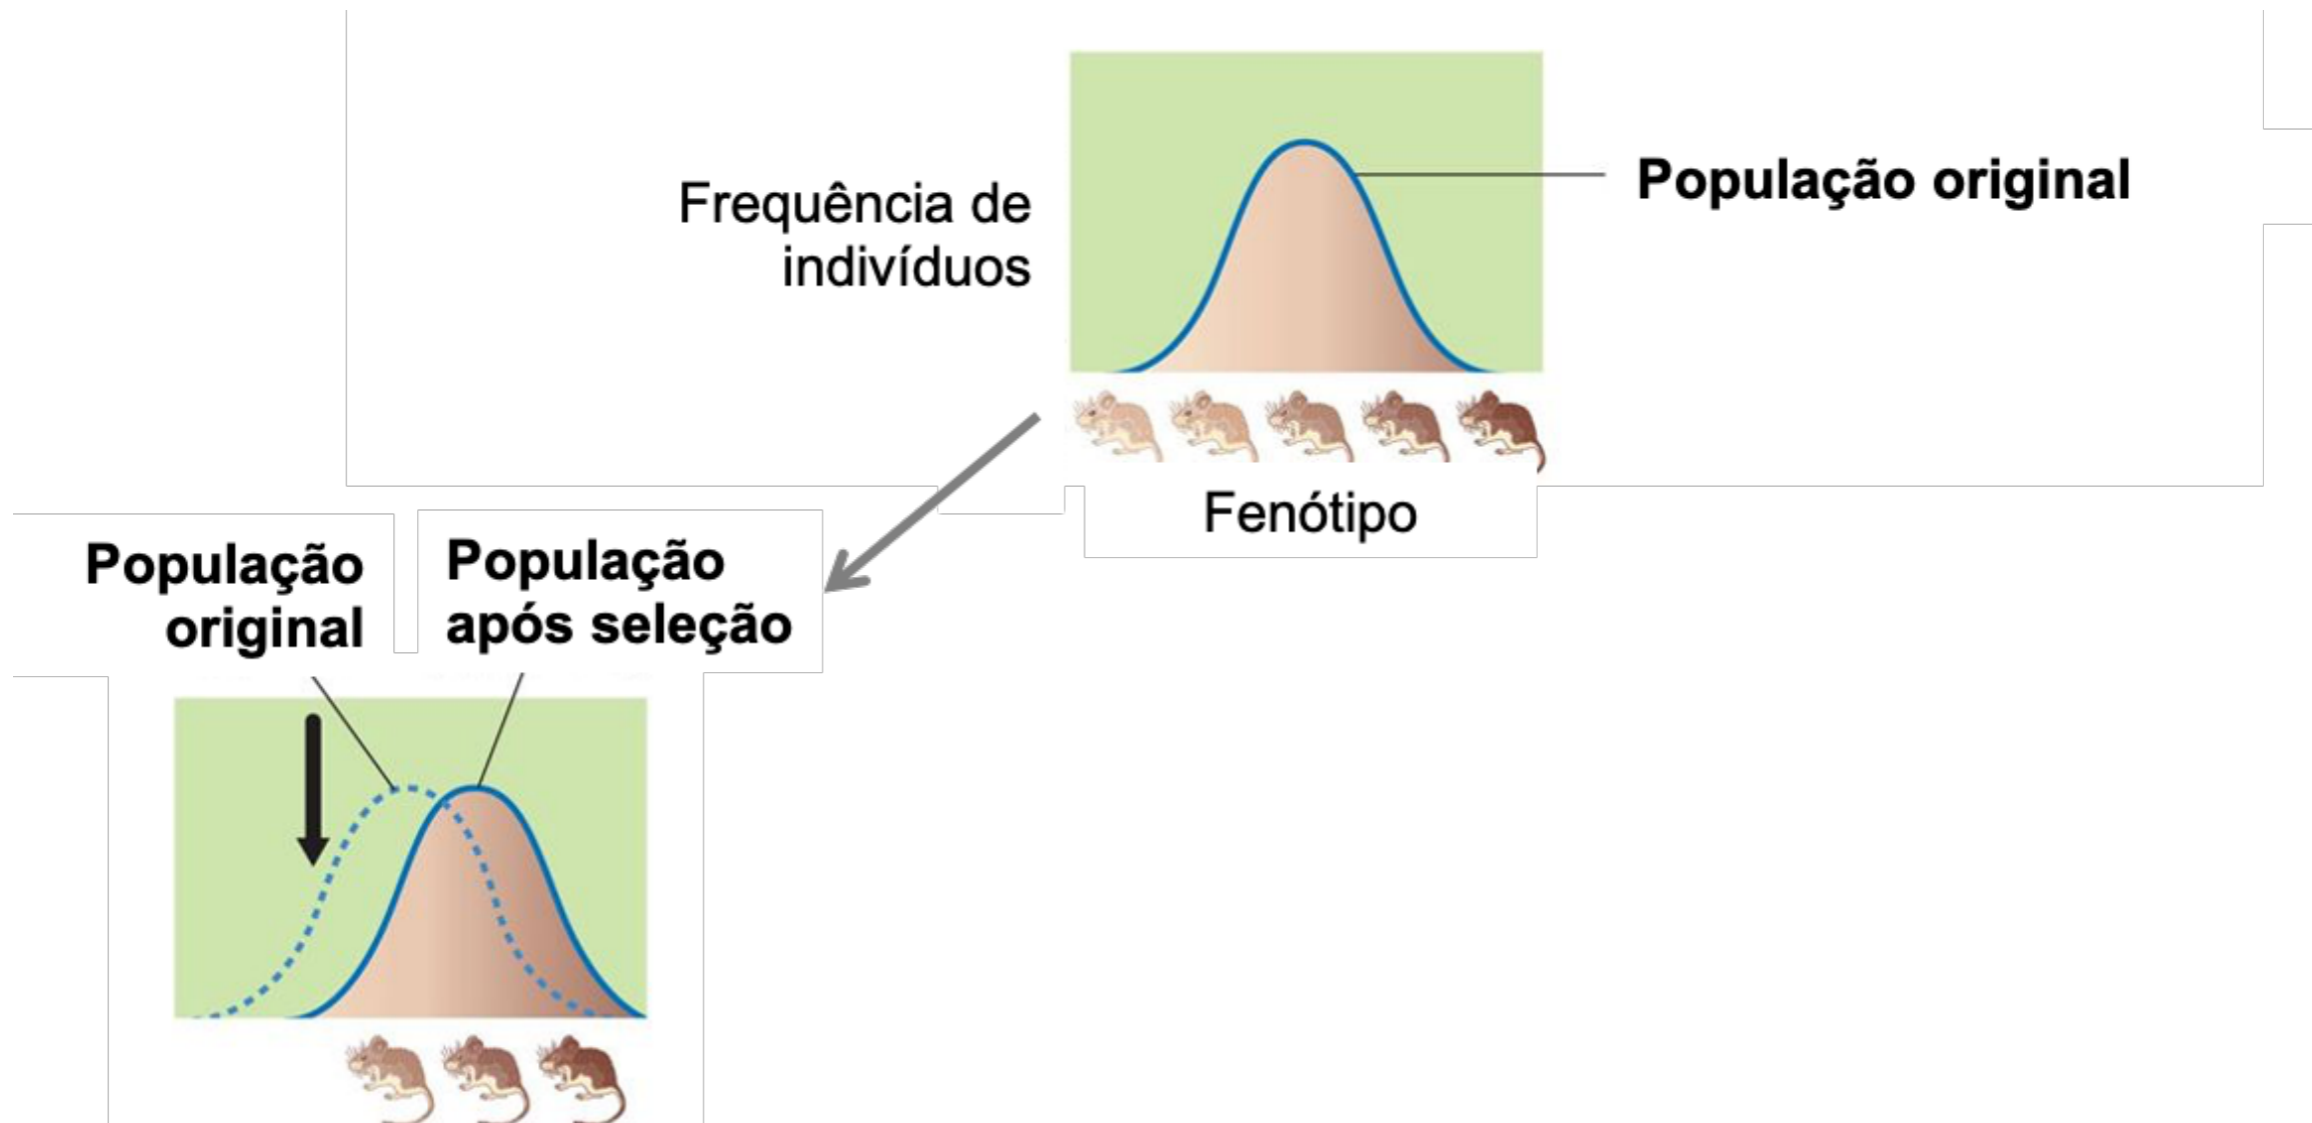 Frequência de
indivíduos
População original
Fenótipo
População
original
População
após seleção